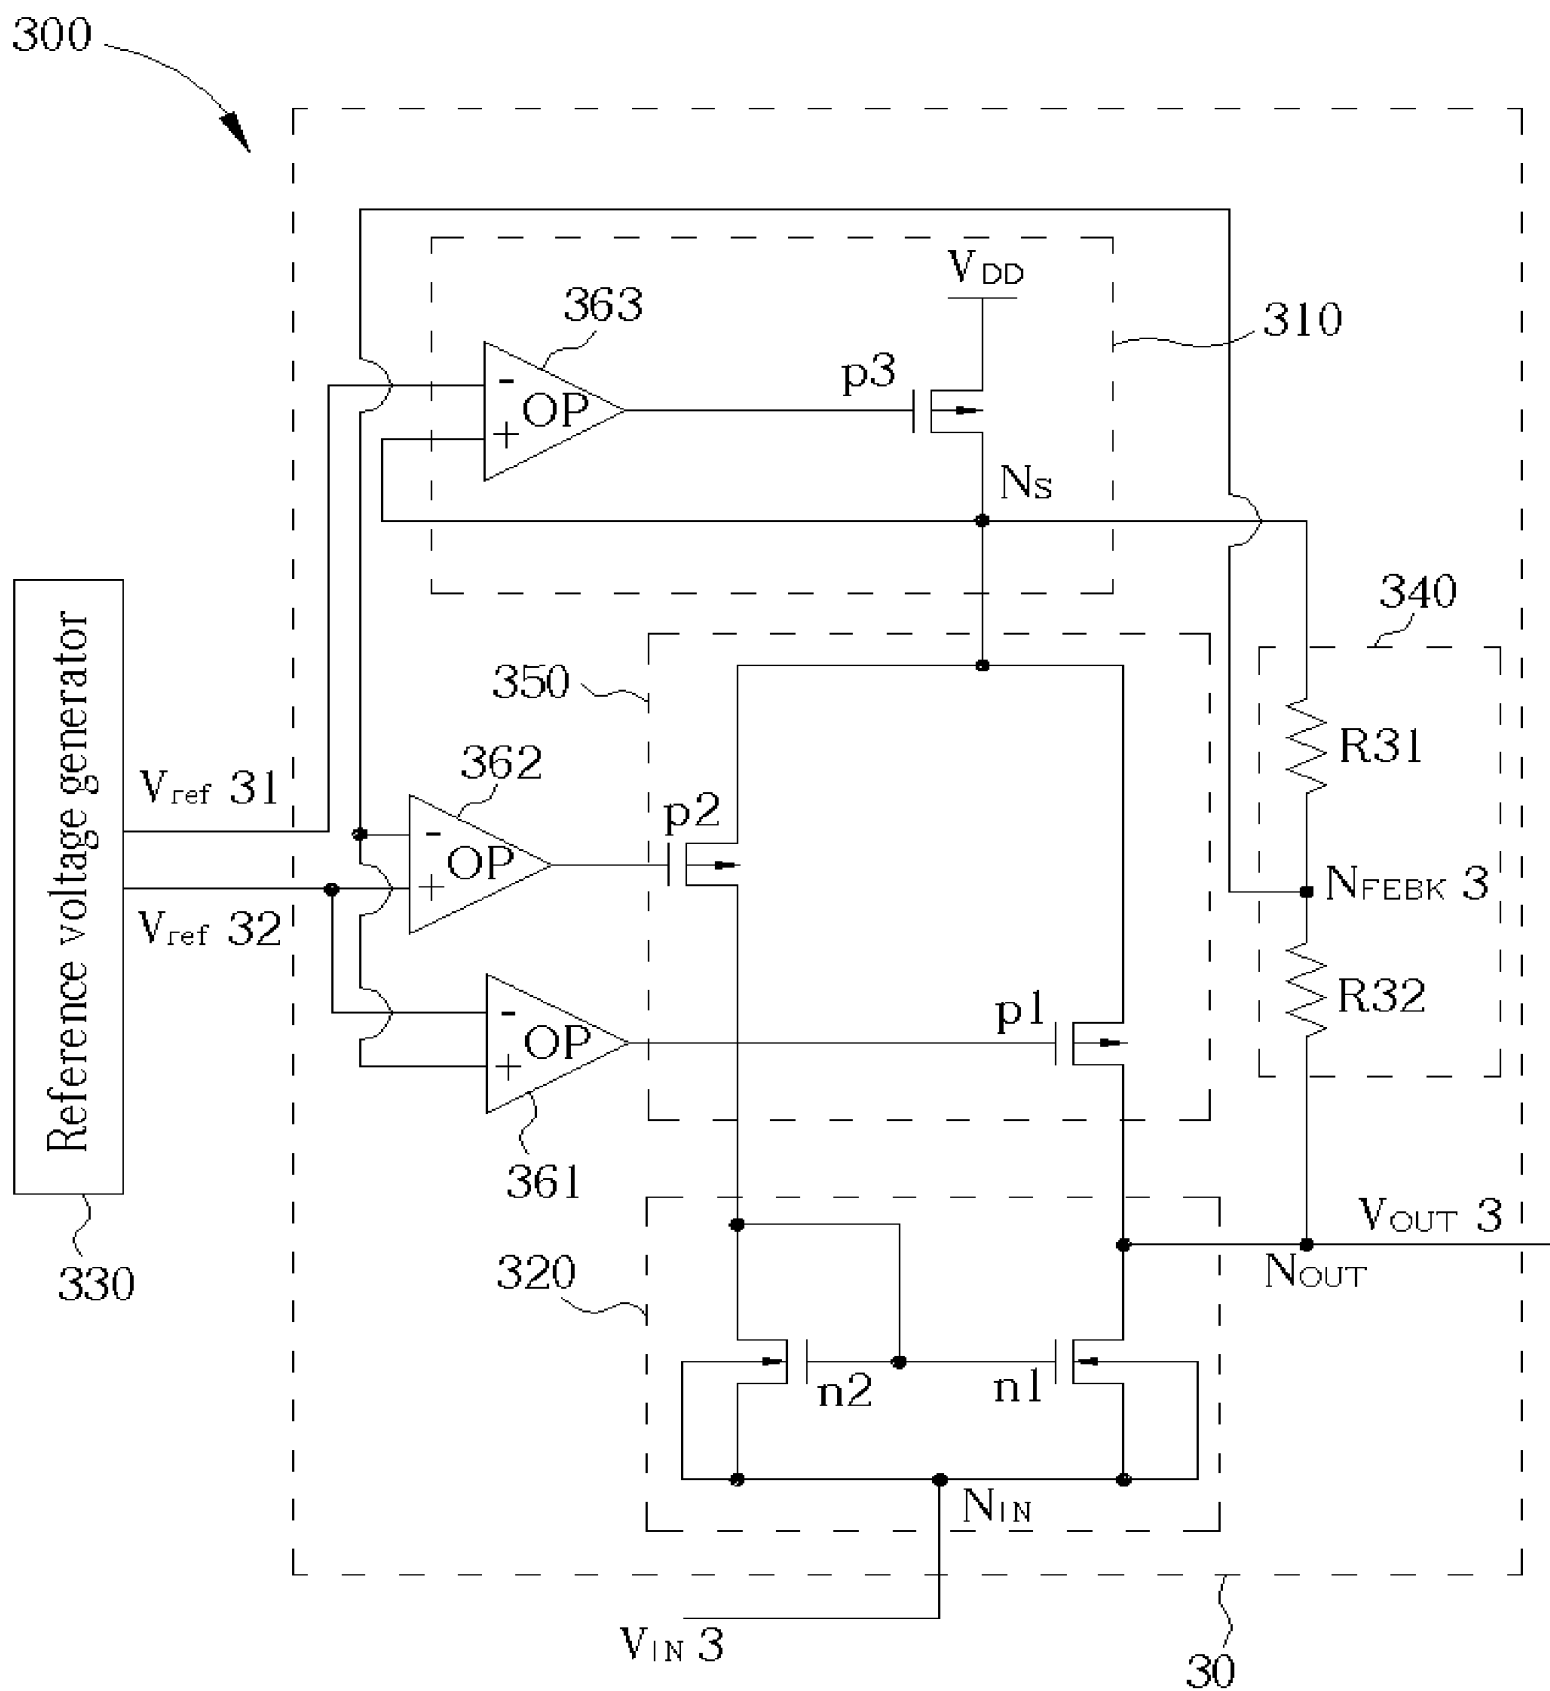 300
VDD
363
310
p3
-
OP
+
NS
340
350
R31
362
Vref 31
p2
-
OP
+
NFEBK 3
Vref 32
Reference voltage generator
R32
p1
-
OP
+
361
VOUT 3
NOUT
320
330
n2
n1
NIN
VIN 3
30